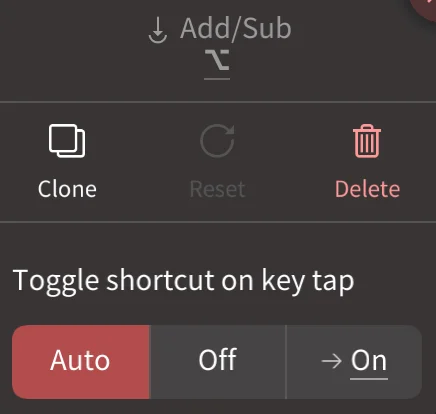 Add/Sub
⌥
Clone Reset Delete
Toggle shortcut on key tap
Auto Off → On